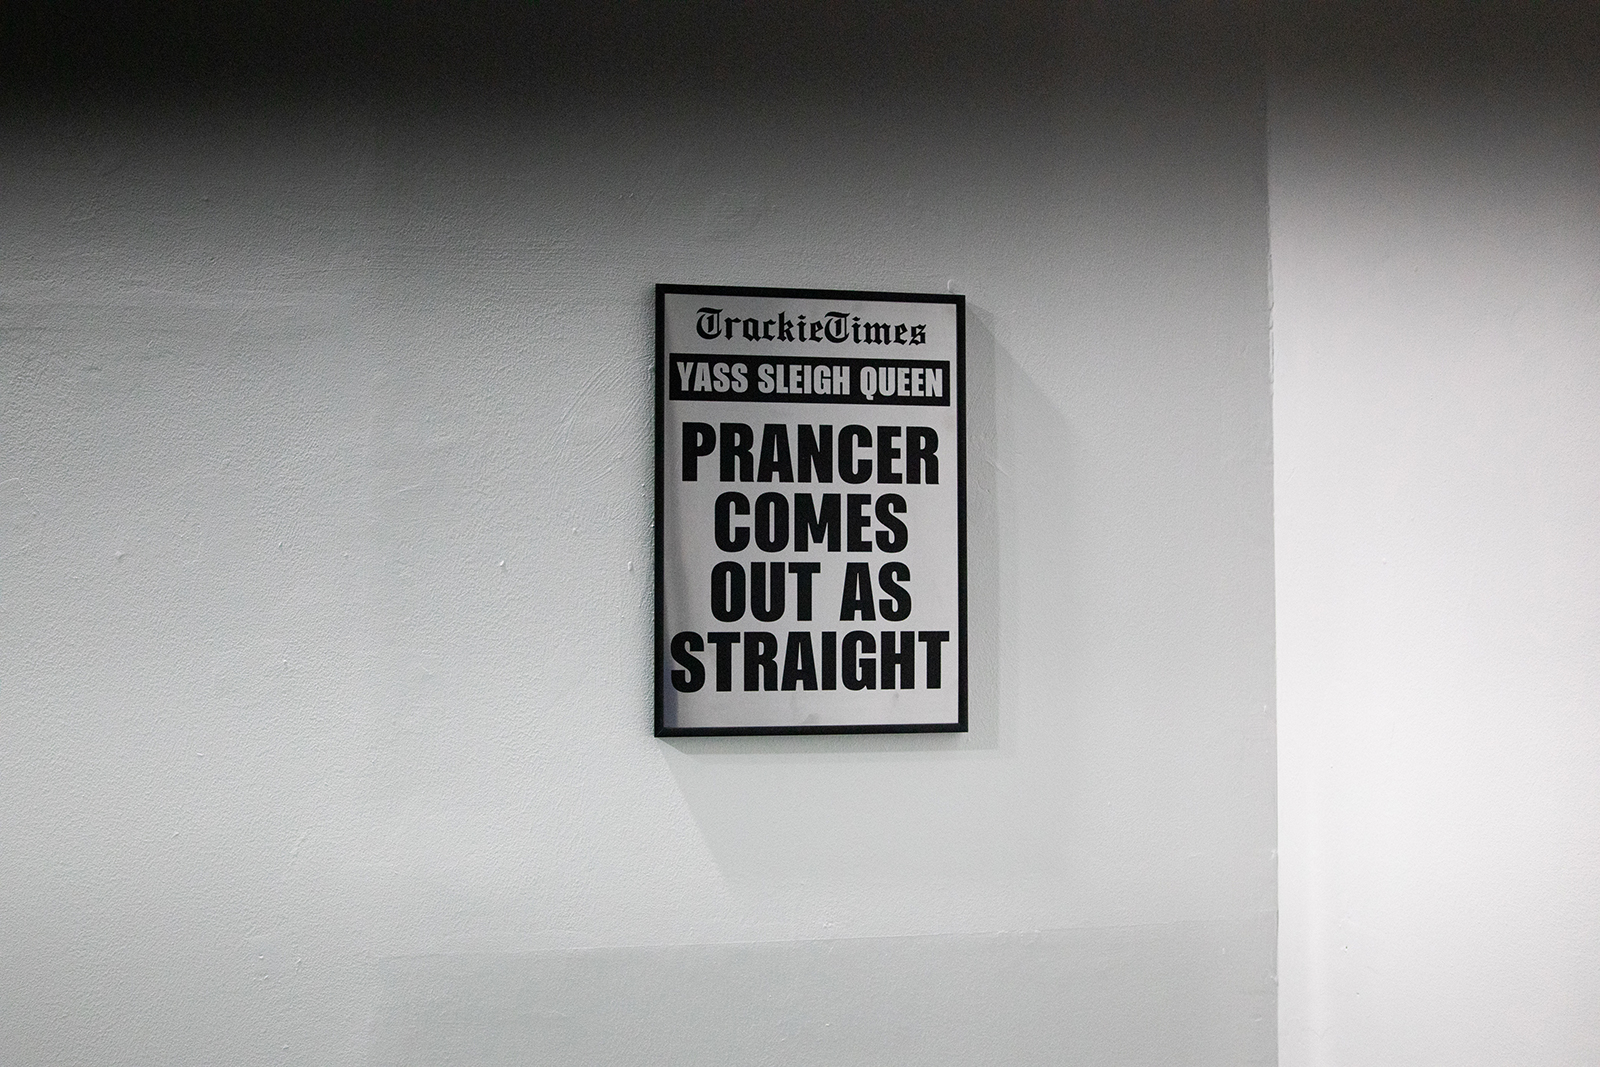 TrackieTimes
YASS SLEIGH QUEEN
PRANCER
COMES
OUT AS
STRAIGHT